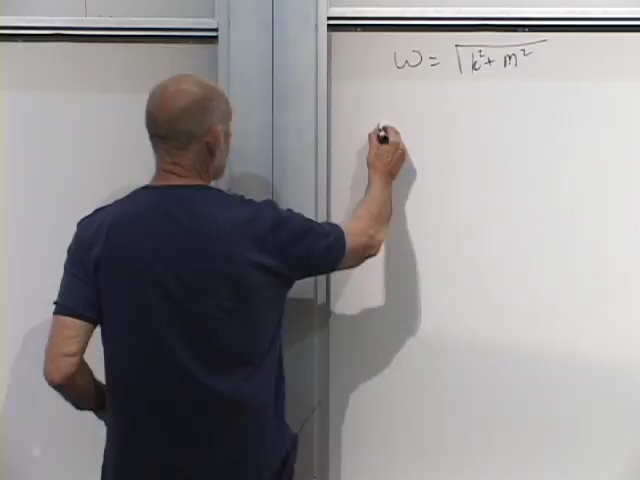 ω = √(k² + m²)